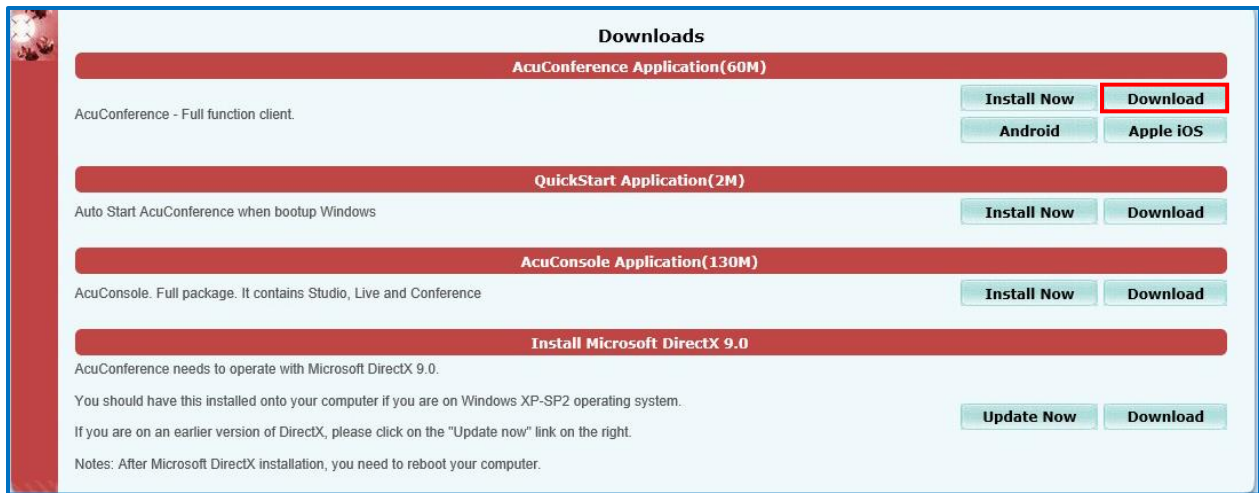 Downloads
AcuConference Application(60M)
AcuConference - Full function client.
Install Now Download
Android Apple iOS
QuickStart Application(2M)
Auto Start AcuConference when bootup Windows
Install Now Download
AcuConsole Application(130M)
AcuConsole. Full package. It contains Studio, Live and Conference
Install Now Download
Install Microsoft DirectX 9.0
AcuConference needs to operate with Microsoft DirectX 9.0.
You should have this installed onto your computer if you are on Windows XP-SP2 operating system.
Update Now Download
If you are on an earlier version of DirectX, please click on the "Update now" link on the right.
Notes: After Microsoft DirectX installation, you need to reboot your computer.